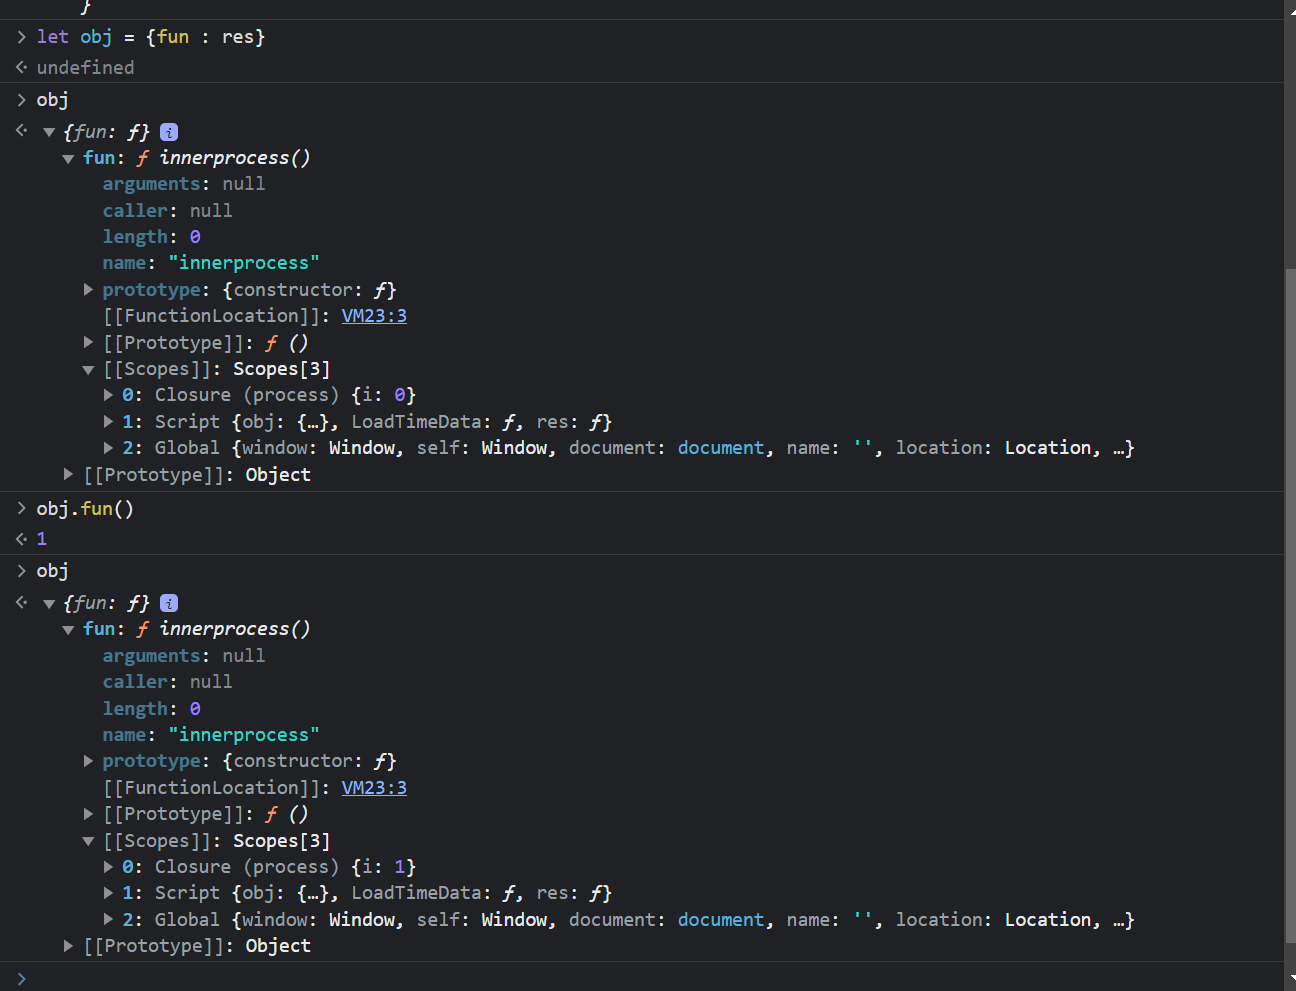 }
let obj = {fun : res}
undefined
obj
{fun: ƒ} i
fun: ƒ innerprocess()
arguments: null
caller: null
length: 0
name: "innerprocess"
prototype: {constructor: ƒ}
[[FunctionLocation]]: VM23:3
[[Prototype]]: ƒ ()
[[Scopes]]: Scopes[3]
0: Closure (process) {i: 0}
1: Script {obj: {…}, LoadTimeData: ƒ, res: ƒ}
2: Global {window: Window, self: Window, document: document, name: '', location: Location, …}
[[Prototype]]: Object
obj.fun()
1
obj
{fun: ƒ} i
fun: ƒ innerprocess()
arguments: null
caller: null
length: 0
name: "innerprocess"
prototype: {constructor: ƒ}
[[FunctionLocation]]: VM23:3
[[Prototype]]: ƒ ()
[[Scopes]]: Scopes[3]
0: Closure (process) {i: 1}
1: Script {obj: {…}, LoadTimeData: ƒ, res: ƒ}
2: Global {window: Window, self: Window, document: document, name: '', location: Location, …}
[[Prototype]]: Object